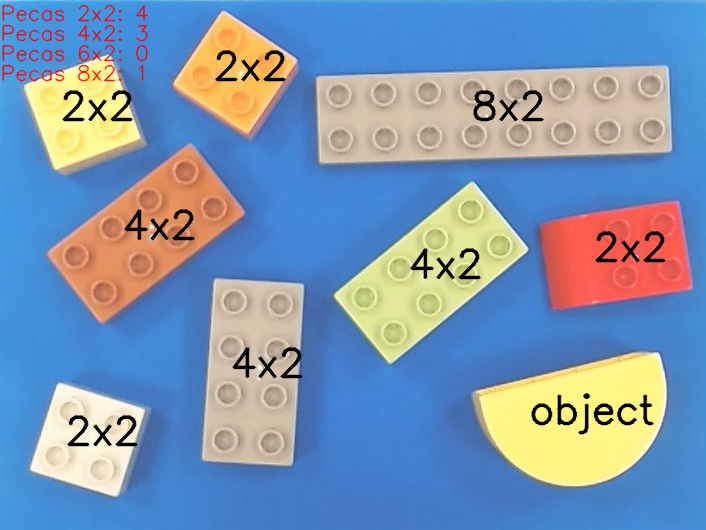 Pecas 2x2: 4
Pecas 4x2: 3
Pecas 6x2: 0
Pecas 8x2: 1
2x2
2x2
8x2
4x2
4x2
2x2
4x2
2x2
object